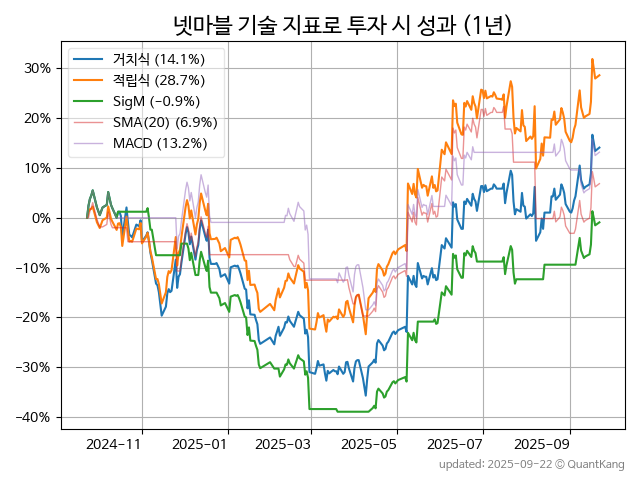 넷마블 기술 지표로 투자 시 성과 (1년)
거치식 (14.1%)
적립식 (28.7%)
SigM (−0.9%)
SMA(20) (6.9%)
MACD (13.2%)
30%
20%
10%
0%
−10%
−20%
−30%
−40%
2024-11 2025-01 2025-03 2025-05 2025-07 2025-09
updated: 2025-09-22 © QuantKang